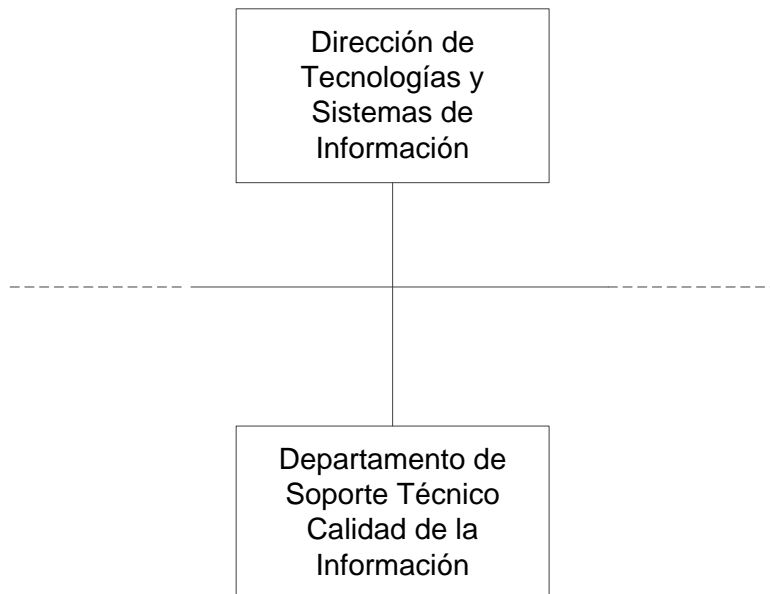 Dirección de
Tecnologías y
Sistemas de
Información
Departamento de
Soporte Técnico
Calidad de la
Información